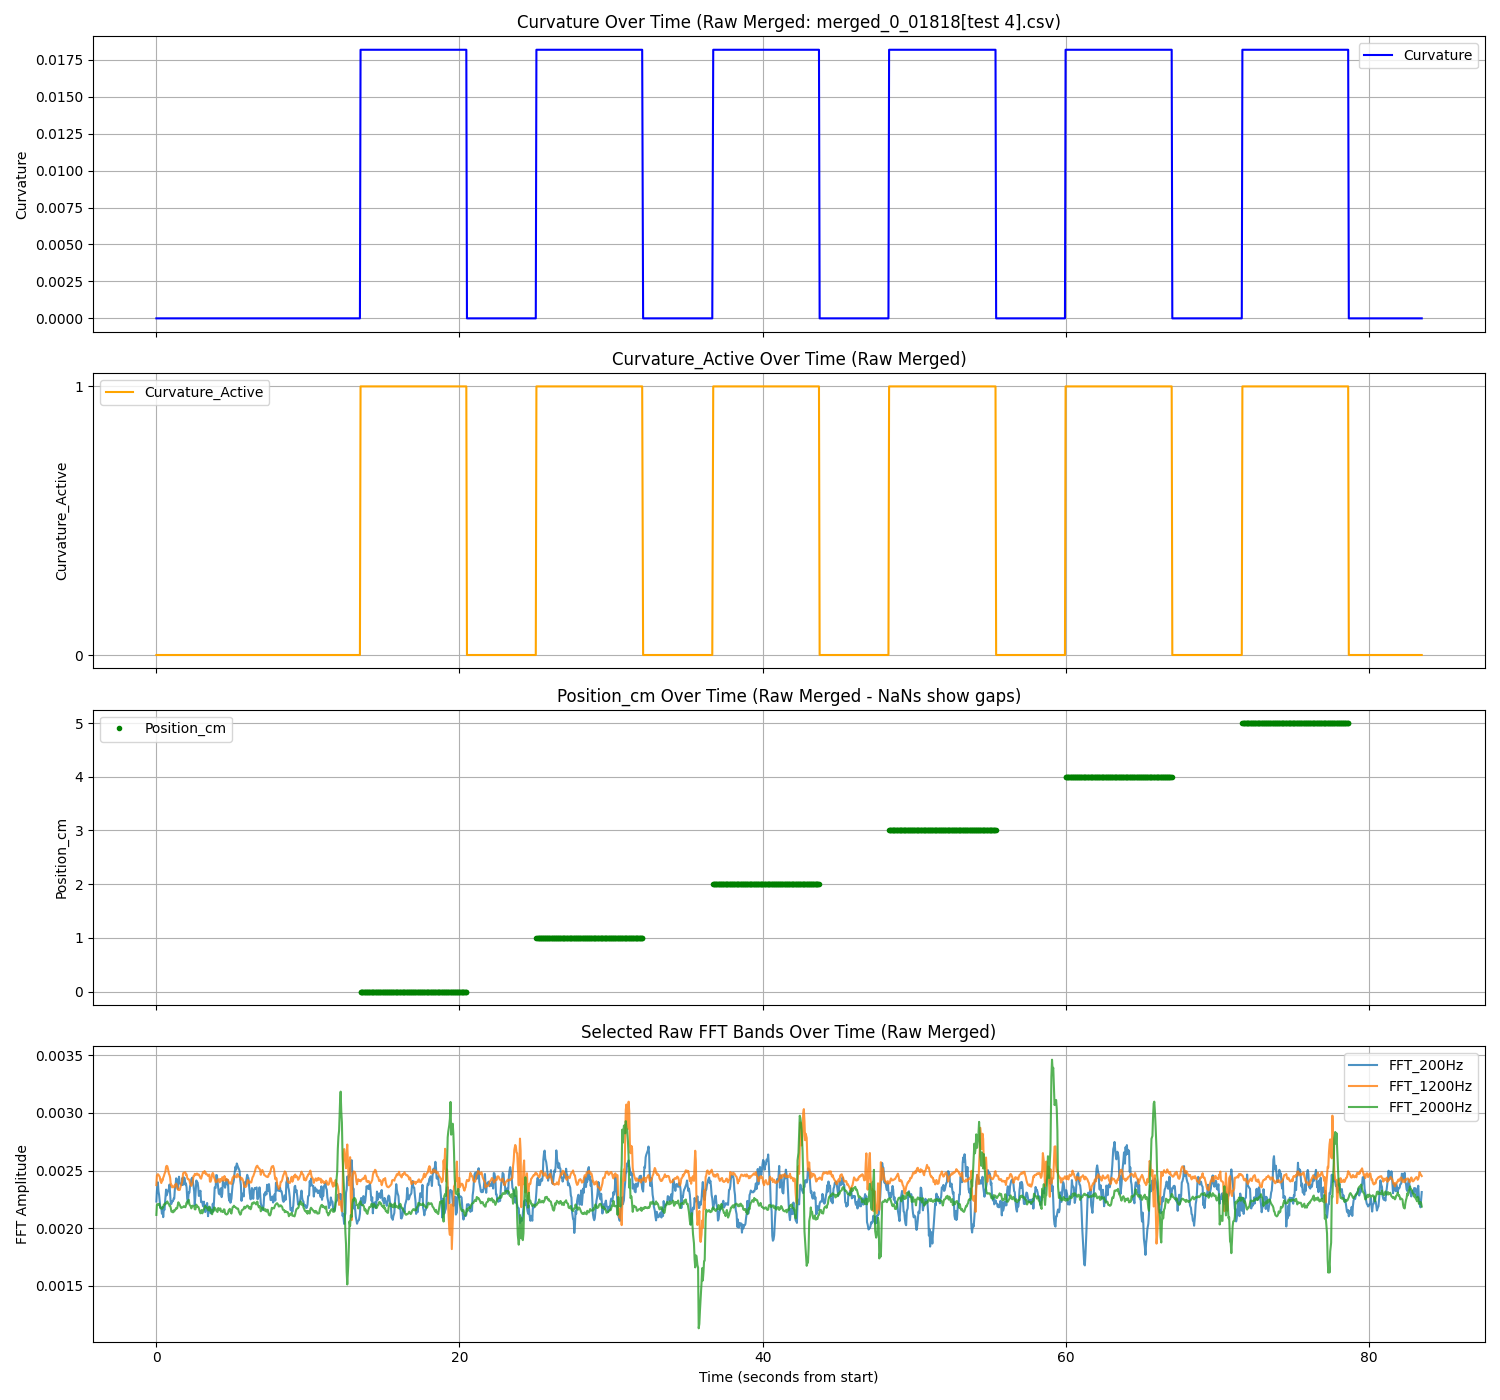 Curvature Over Time (Raw Merged: merged_0_01818[test 4].csv)
Curvature
0.0175
0.0150
0.0125
0.0100
0.0075
0.0050
0.0025
0.0000
Curvature
Curvature_Active Over Time (Raw Merged)
Curvature_Active
1
0
Curvature_Active
Position_cm Over Time (Raw Merged - NaNs show gaps)
Position_cm
5
4
3
2
1
0
Position_cm
Selected Raw FFT Bands Over Time (Raw Merged)
FFT_200Hz
FFT_1200Hz
FFT_2000Hz
0.0035
0.0030
0.0025
0.0020
0.0015
FFT Amplitude
0 20 40 60 80
Time (seconds from start)